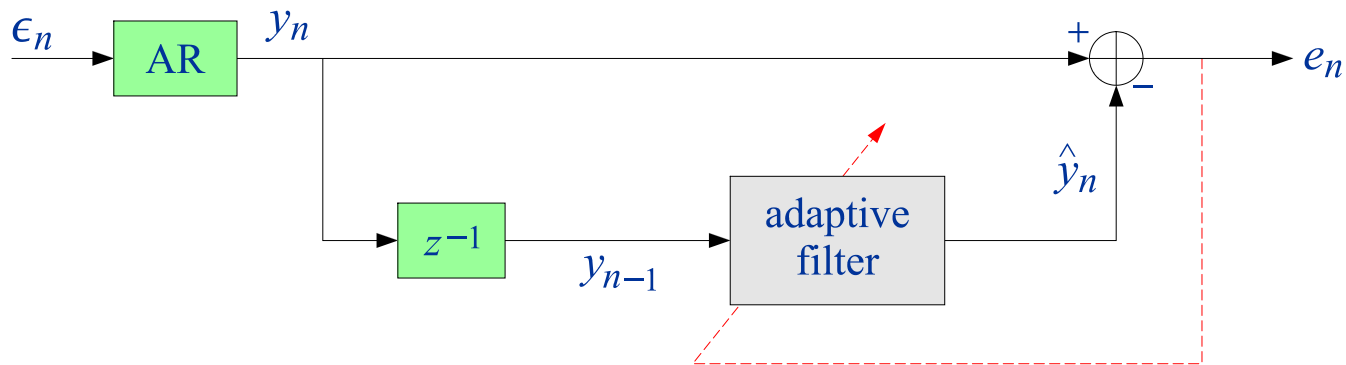 ϵₙ
AR
yₙ
+
−
eₙ
z⁻¹
yₙ₋₁
adaptive
filter
ŷₙ